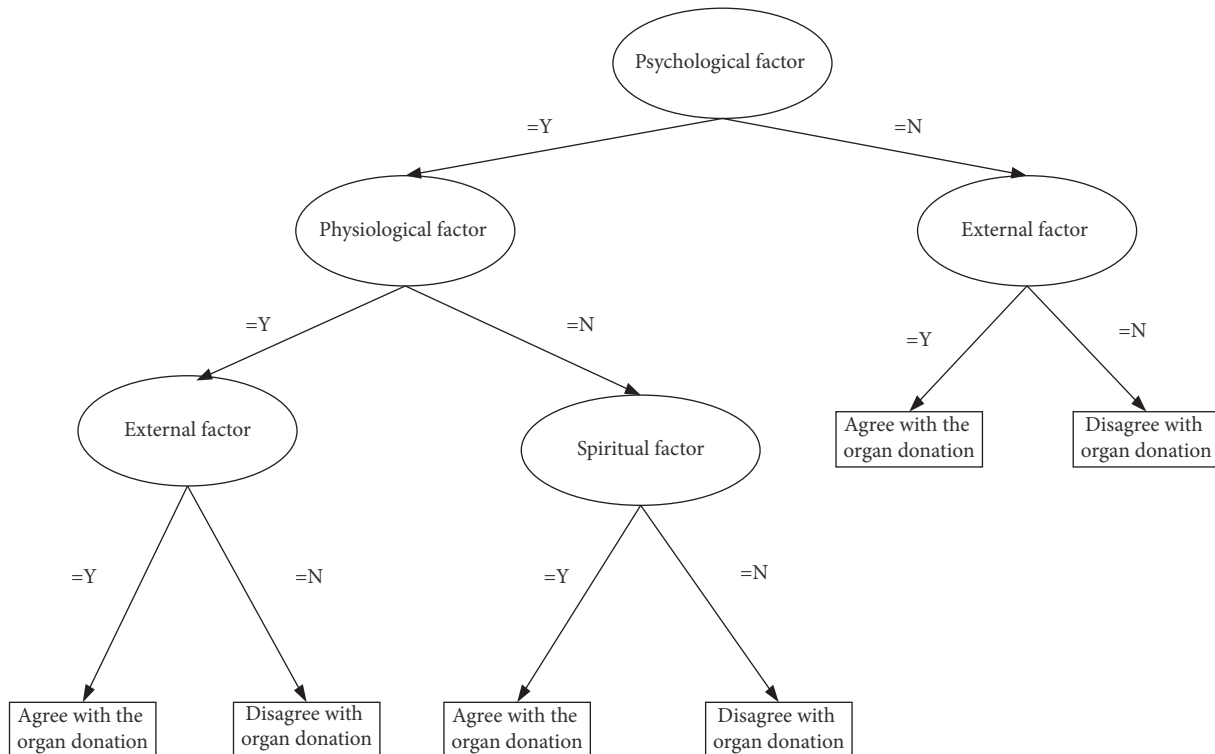 Psychological factor
=Y
=N
Physiological factor
External factor
=Y
=N
=Y
=N
External factor
Spiritual factor
Agree with the
organ donation
Disagree with
organ donation
=Y
=N
=Y
=N
Agree with the
organ donation
Disagree with
organ donation
Agree with the
organ donation
Disagree with
organ donation